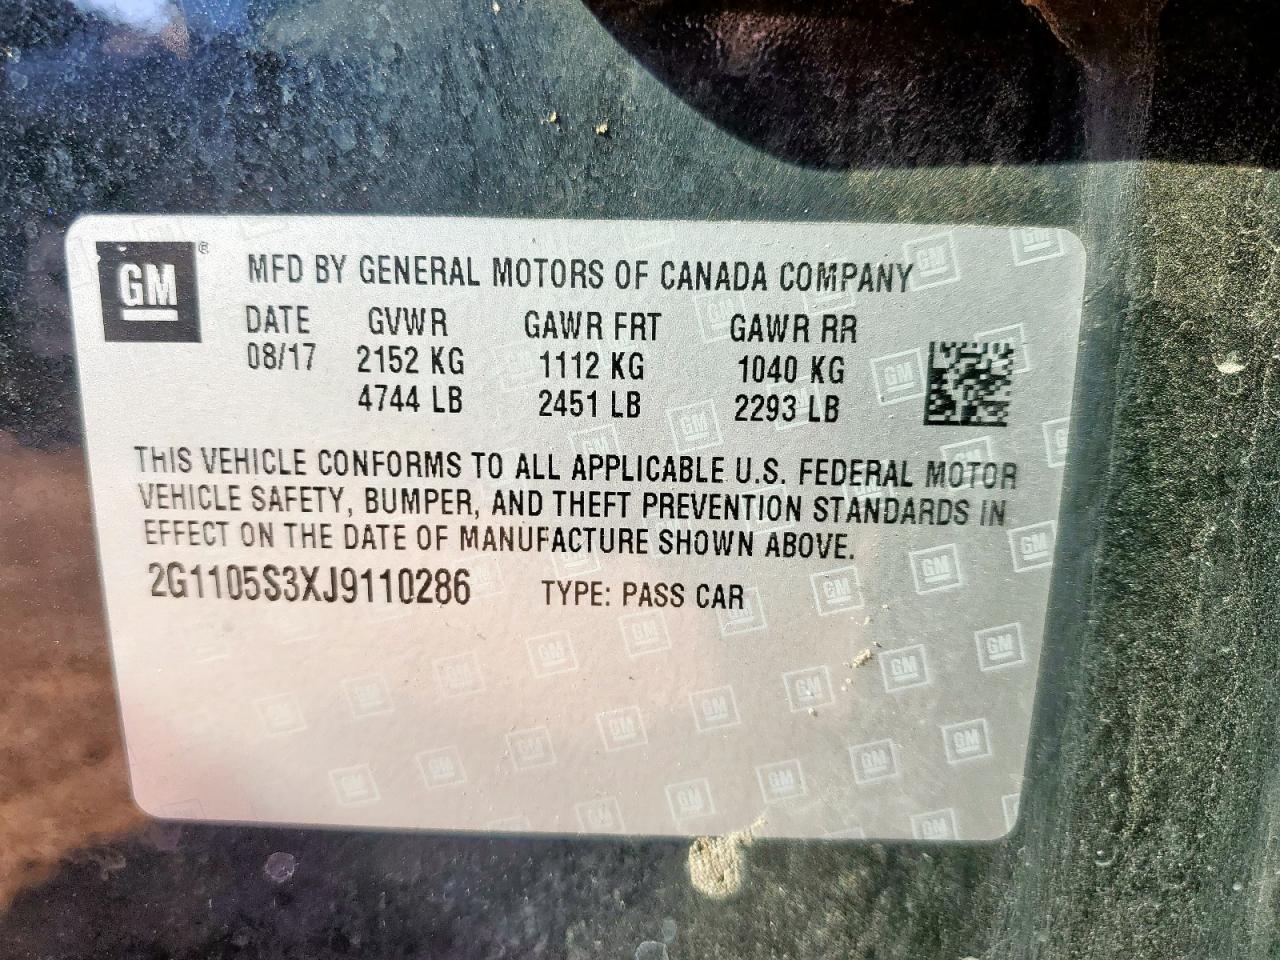 GM ®
MFD BY GENERAL MOTORS OF CANADA COMPANY
DATE GVWR GAWR FRT GAWR RR
08/17 2152 KG 1112 KG 1040 KG
4744 LB 2451 LB 2293 LB
THIS VEHICLE CONFORMS TO ALL APPLICABLE U.S. FEDERAL MOTOR
VEHICLE SAFETY, BUMPER, AND THEFT PREVENTION STANDARDS IN
EFFECT ON THE DATE OF MANUFACTURE SHOWN ABOVE.
2G1105S3XJ9110286 TYPE: PASS CAR